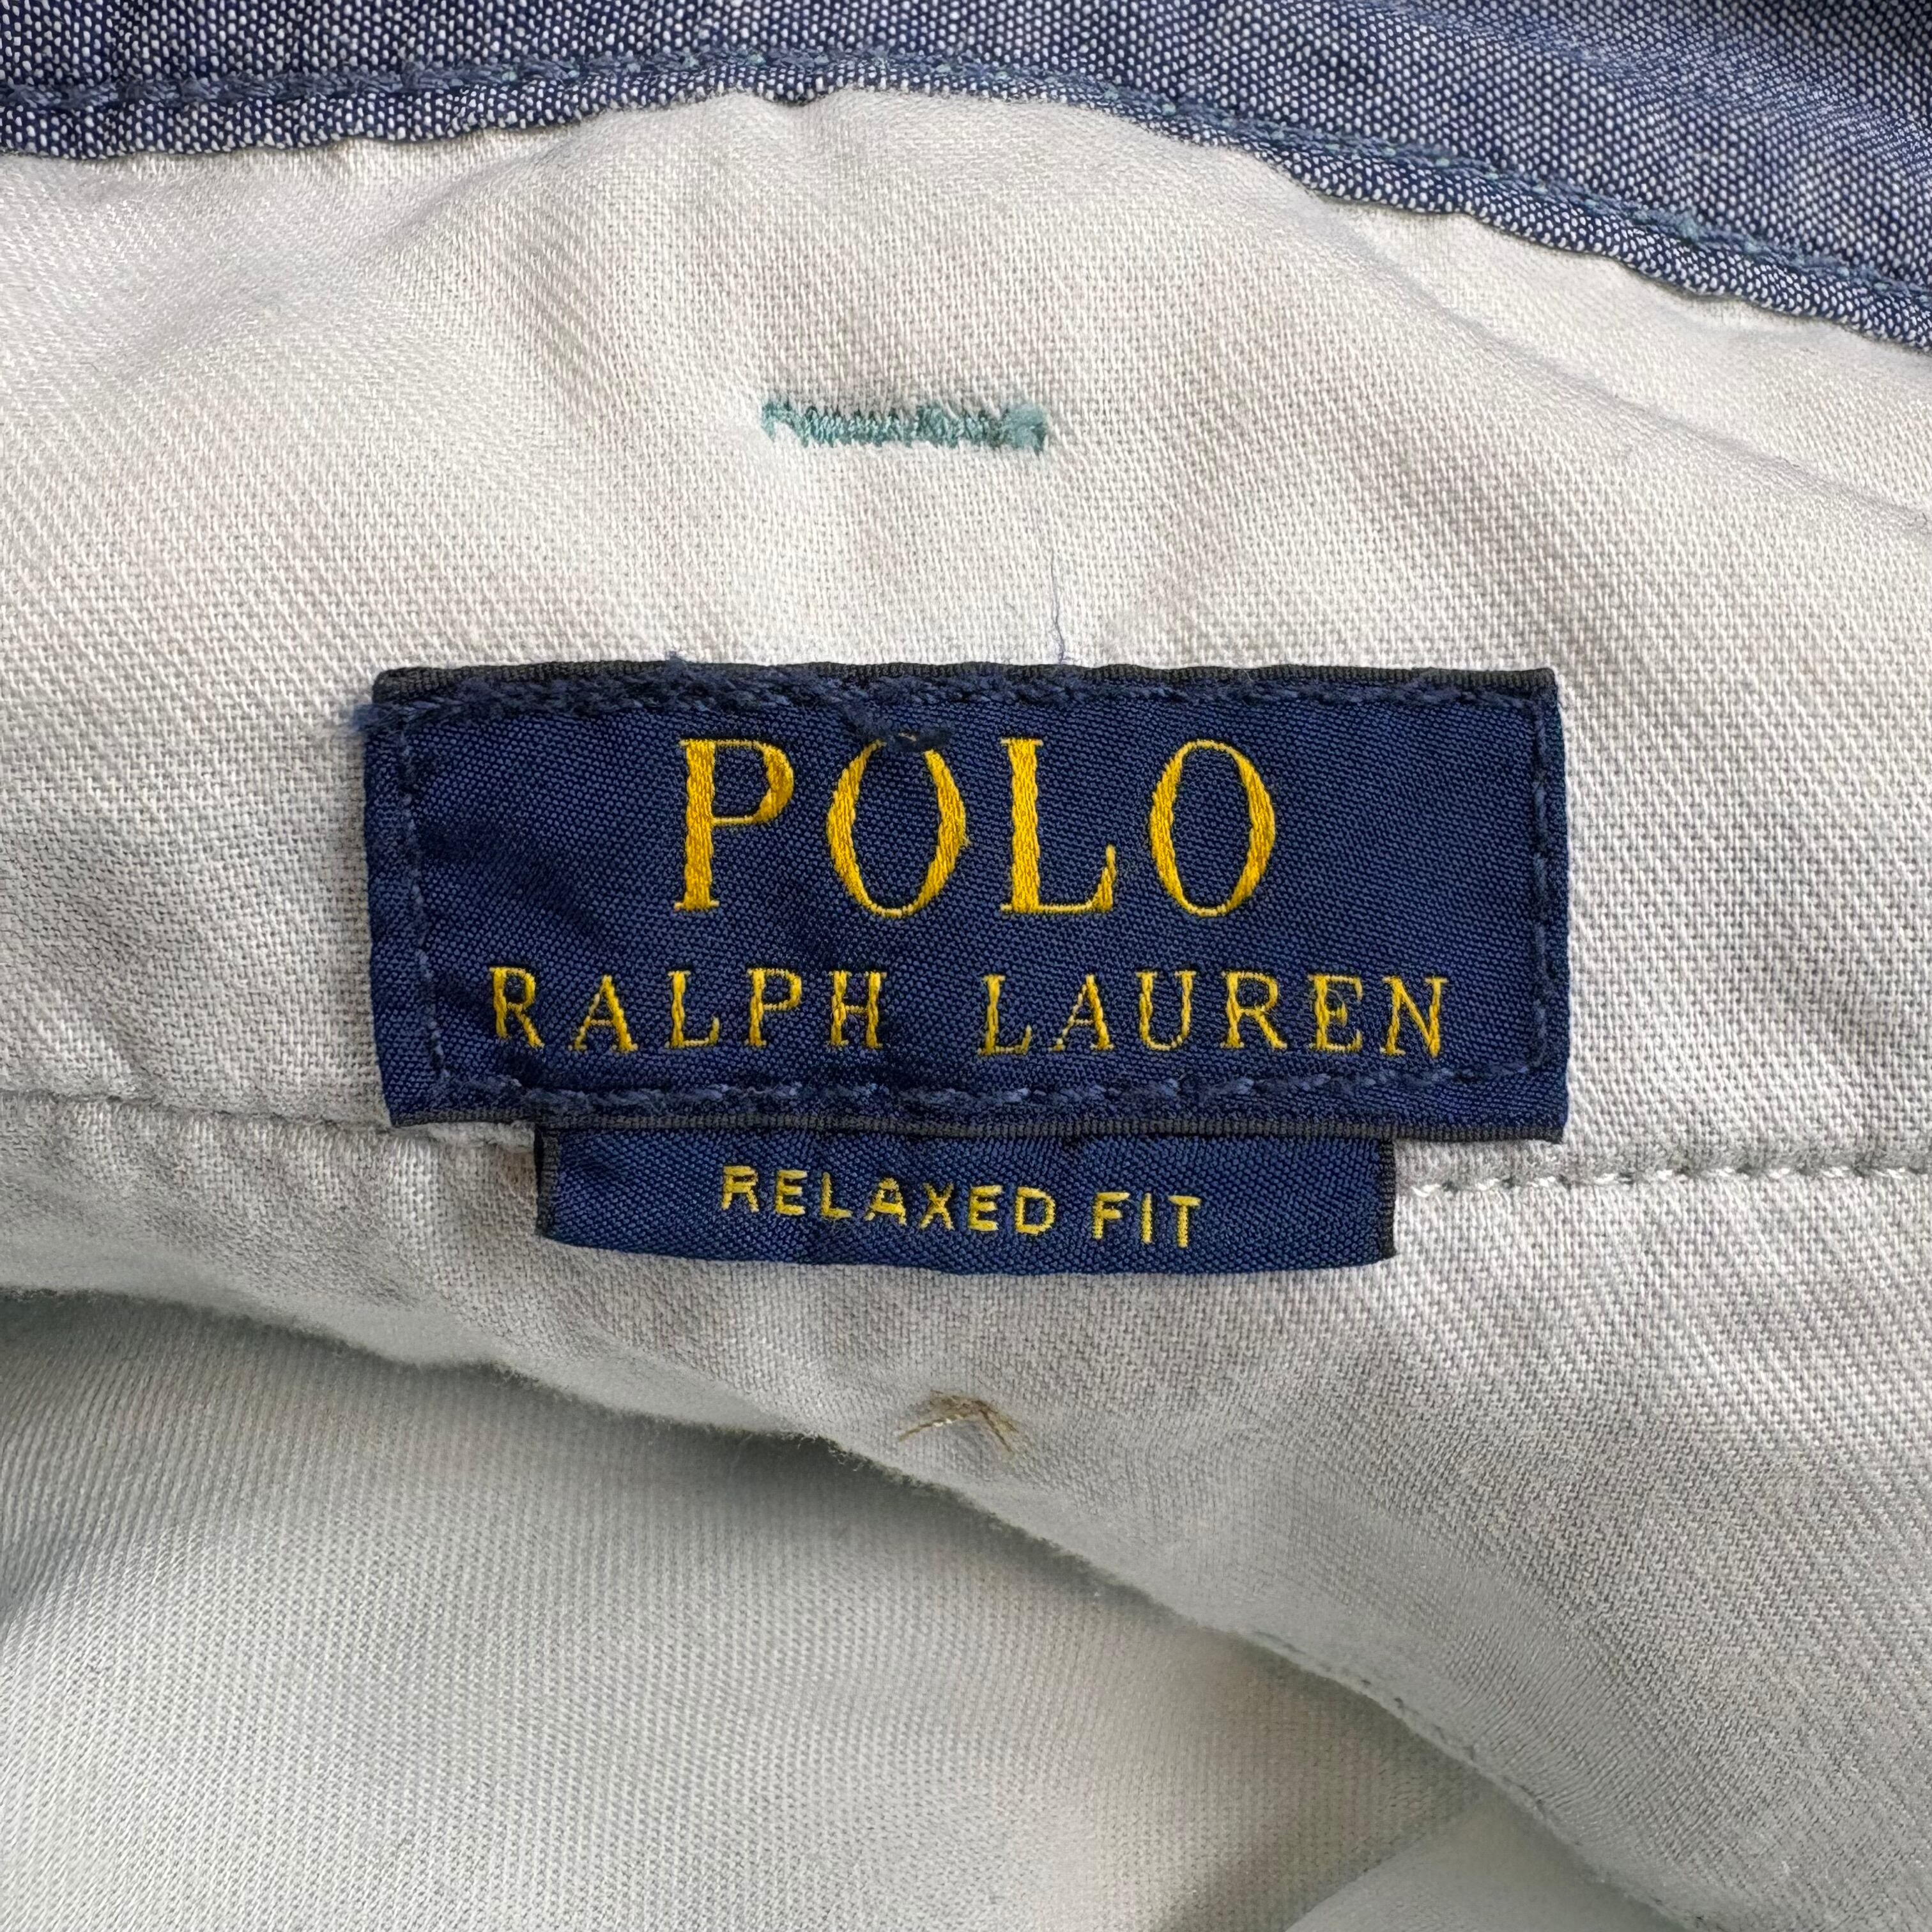 POLO
RALPH LAUREN
RELAXED FIT